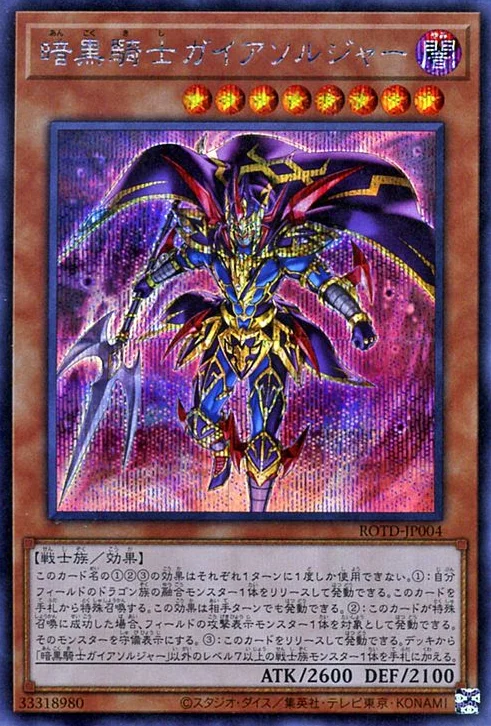 暗黒騎士ガイアソルジャー 闇
ROTD-JP004
【戦士族/効果】
このカード名の①②③の効果はそれぞれ1ターンに1度しか使用できない。①:自分
フィールドのドラゴン族の融合モンスター1体をリリースして発動できる。このカードを
手札から特殊召喚する。この効果は相手ターンでも発動できる。②:このカードが特殊
召喚に成功した場合、フィールドの攻撃表示モンスター1体を対象として発動できる。
そのモンスターを守備表示にする。③:このカードをリリースして発動できる。デッキから
「暗黒騎士ガイアソルジャー」以外のレベル7以上の戦士族モンスター1体を手札に加える。
ATK/2600 DEF/2100
33318980 ©スタジオ・ダイス/集英社・テレビ東京・KONAMI